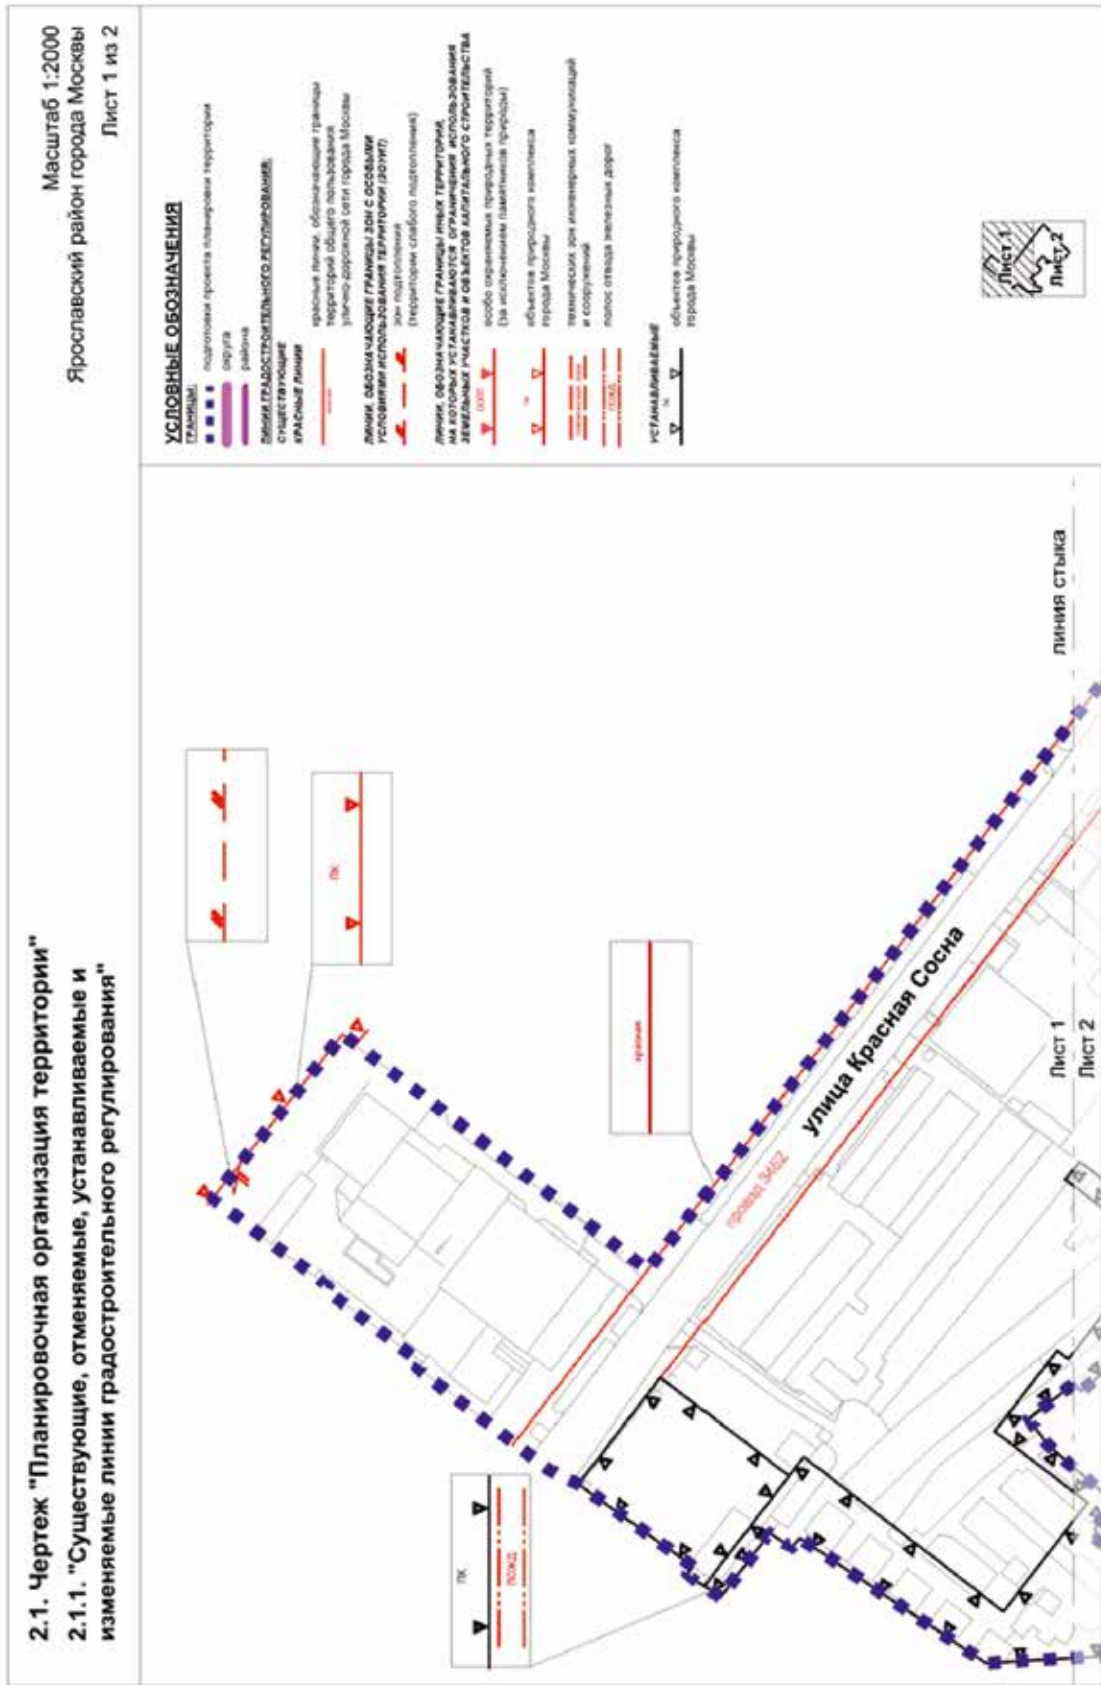 2.1. Чертеж "Планировочная организация территории"
2.1.1. "Существующие, отменяемые, устанавливаемые и
изменяемые линии градостроительного регулирования"
Масштаб 1:2000
Ярославский район города Москвы
Лист 1 из 2
УСЛОВНЫЕ ОБОЗНАЧЕНИЯ
ГРАНИЦЫ:
подготовки проекта планировки территории
округа
района
ЛИНИИ ГРАДОСТРОИТЕЛЬНОГО РЕГУЛИРОВАНИЯ:
СУЩЕСТВУЮЩИЕ
КРАСНЫЕ ЛИНИИ
красные линии, обозначающие границы
территорий общего пользования
улично-дорожной сети города Москвы
ЛИНИИ, ОБОЗНАЧАЮЩИЕ ГРАНИЦЫ ЗОН С ОСОБЫМИ
УСЛОВИЯМИ ИСПОЛЬЗОВАНИЯ ТЕРРИТОРИИ (ЗОУИТ)
зон подтопления
(территории слабого подтопления)
ЛИНИИ, ОБОЗНАЧАЮЩИЕ ГРАНИЦЫ ИНЫХ ТЕРРИТОРИЙ,
НА КОТОРЫХ УСТАНАВЛИВАЮТСЯ ОГРАНИЧЕНИЯ ИСПОЛЬЗОВАНИЯ
ЗЕМЕЛЬНЫХ УЧАСТКОВ И ОБЪЕКТОВ КАПИТАЛЬНОГО СТРОИТЕЛЬСТВА
ООПТ
особо охраняемых природных территорий
(за исключением памятников природы)
ПК
объектов природного комплекса
города Москвы
технических зон инженерных коммуникаций
и сооружений
ПОЖД
полос отвода железных дорог
УСТАНАВЛИВАЕМЫЕ
ПК
объектов природного комплекса
города Москвы
Лист 1
Лист 2
ПК
красная
улица Красная Сосна
проезд 3462
ПК
ПОЖД
линия стыка
Лист 1
Лист 2